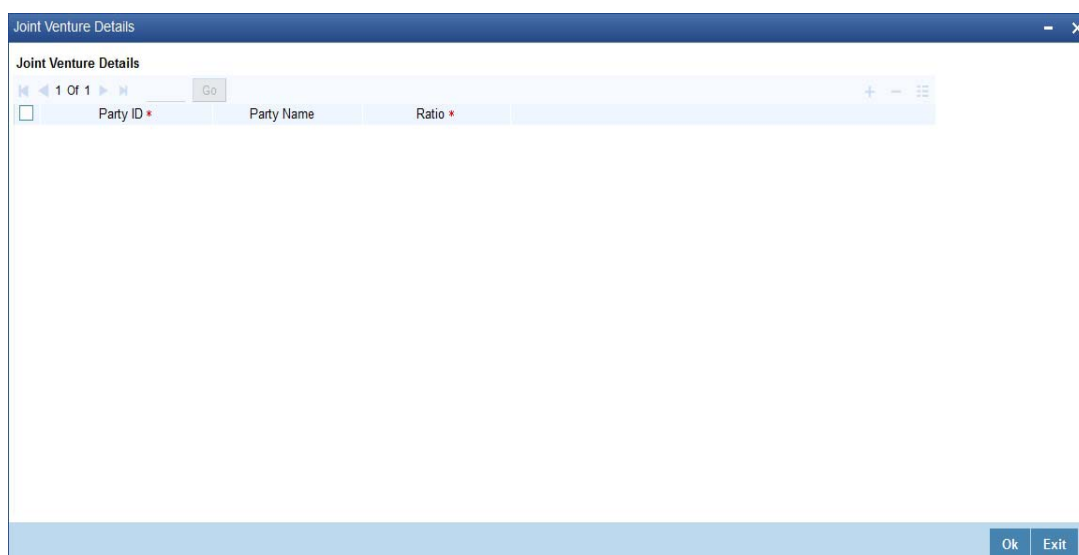 Joint Venture Details
Joint Venture Details
1 Of 1 Go
Party ID * Party Name Ratio *
Ok Exit